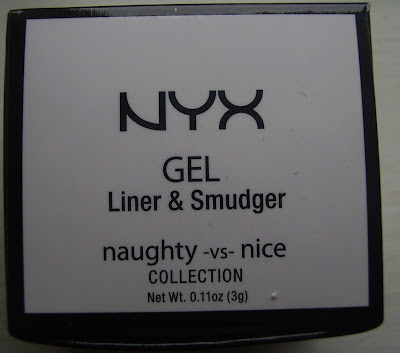 NYX
GEL
Liner & Smudger
naughty -vs- nice
COLLECTION
Net Wt. 0.11oz (3g)